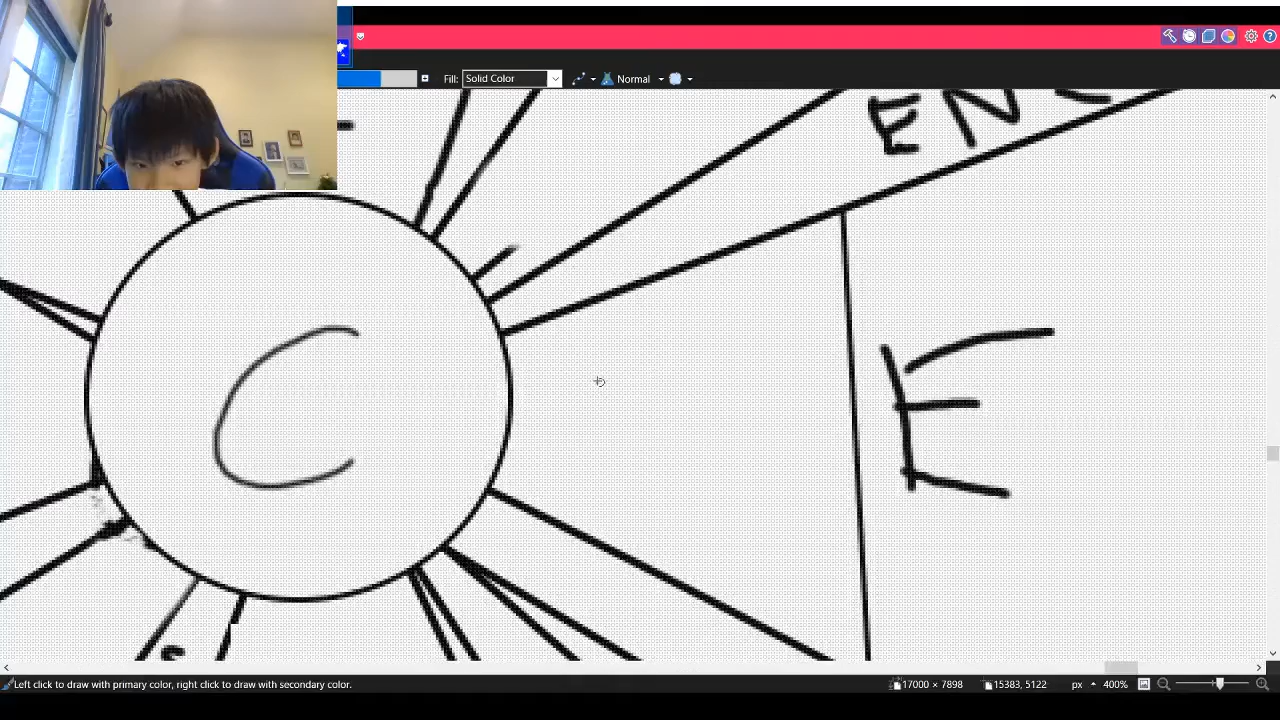 Fill: Solid Color Normal
EN
C
E
S
Left click to draw with primary color, right click to draw with secondary color. 17000 × 7898 15383, 5122 px 400%